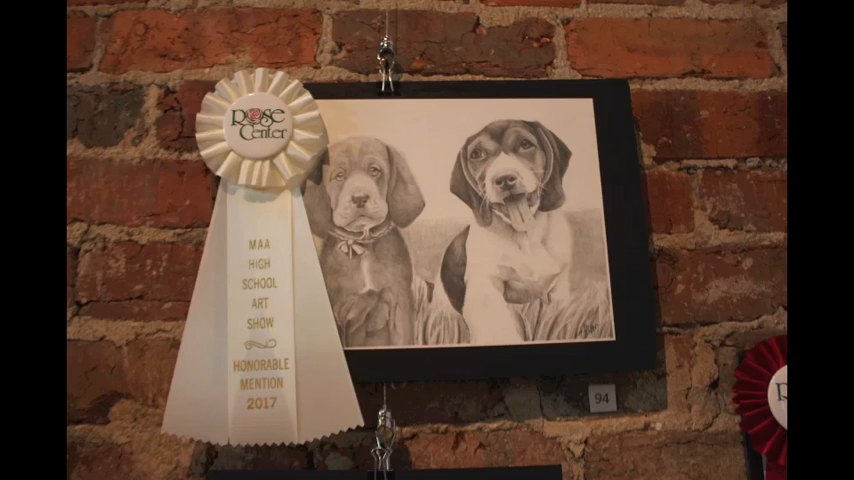 ROSE
Center
MAA
HIGH
SCHOOL
ART
SHOW
HONORABLE
MENTION
2017
94
R